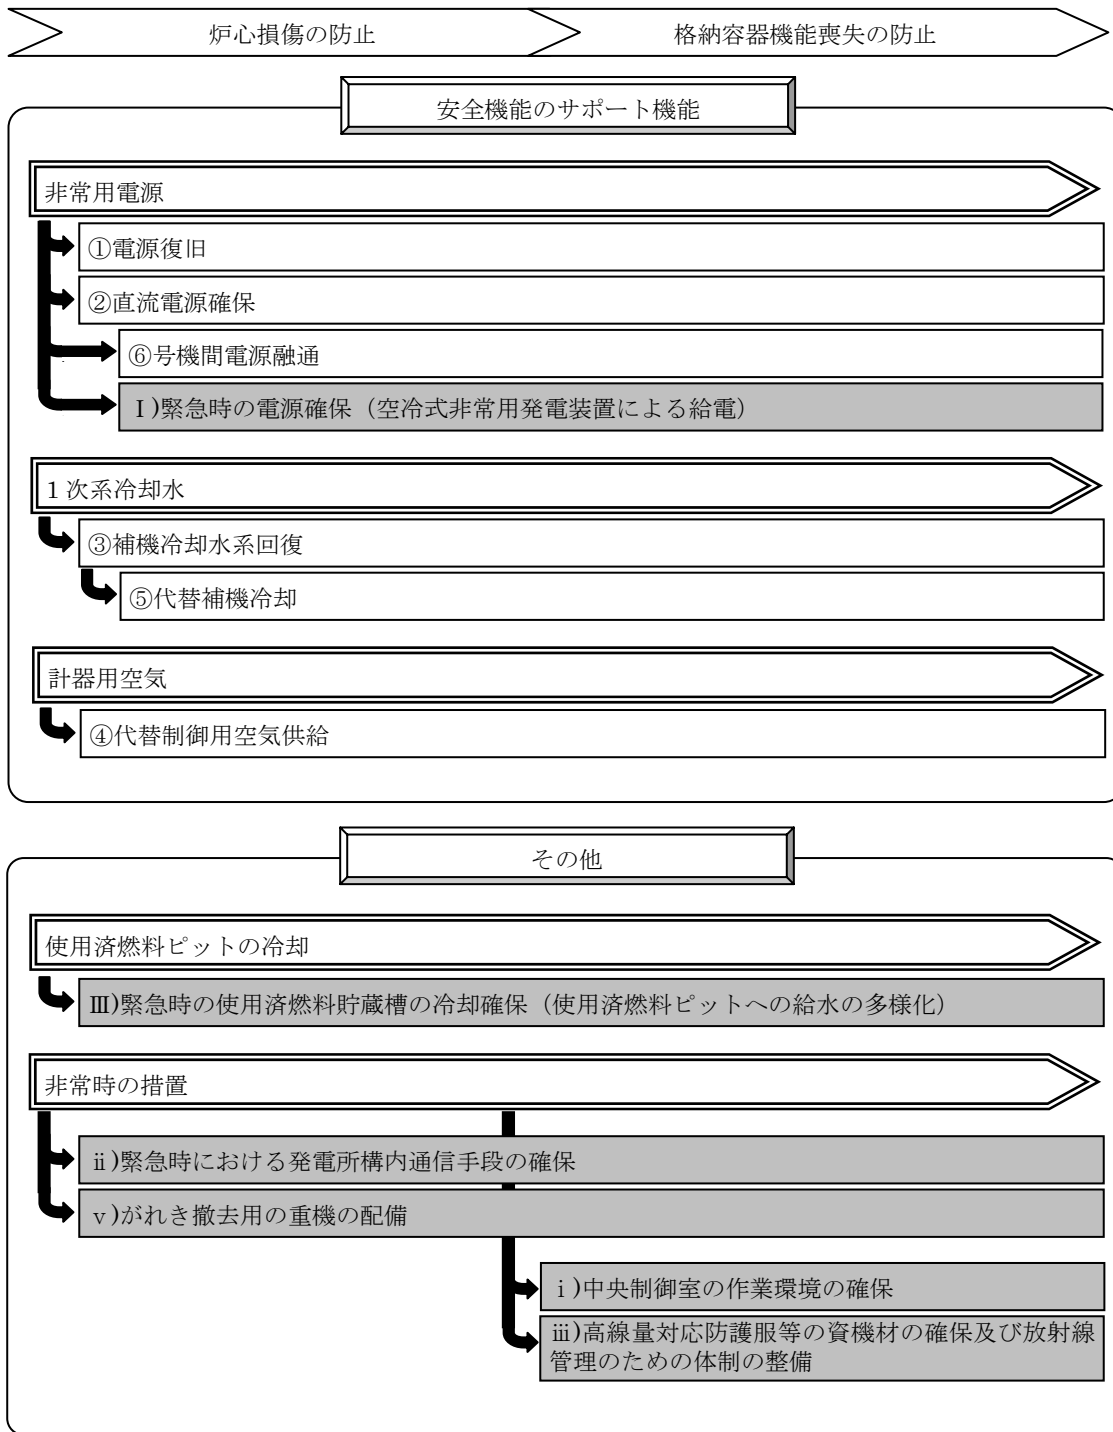 炉心損傷の防止
格納容器機能喪失の防止
安全機能のサポート機能
非常用電源
①電源復旧
②直流電源確保
⑥号機間電源融通
Ⅰ)緊急時の電源確保（空冷式非常用発電装置による給電）
1次系冷却水
③補機冷却水系回復
⑤代替補機冷却
計器用空気
④代替制御用空気供給
その他
使用済燃料ピットの冷却
Ⅲ)緊急時の使用済燃料貯蔵槽の冷却確保（使用済燃料ピットへの給水の多様化）
非常時の措置
ⅱ)緊急時における発電所構内通信手段の確保
ⅴ)がれき撤去用の重機の配備
ⅰ)中央制御室の作業環境の確保
ⅲ)高線量対応防護服等の資機材の確保及び放射線
管理のための体制の整備